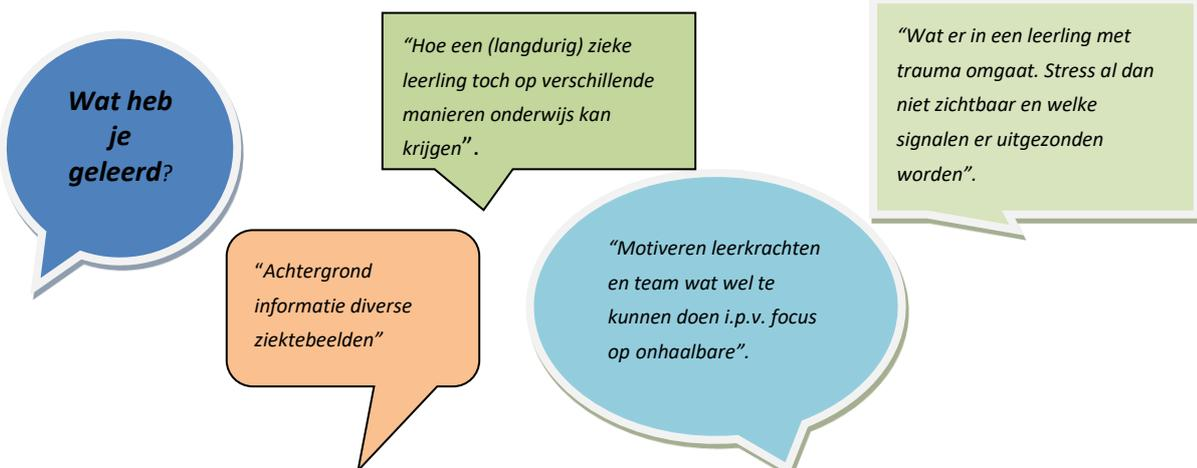 Wat heb
je
geleerd?
“Hoe een (langdurig) zieke
leerling toch op verschillende
manieren onderwijs kan
krijgen”.
“Wat er in een leerling met
trauma omgaat. Stress al dan
niet zichtbaar en welke
signalen er uitgezonden
worden”.
“Achtergrond
informatie diverse
ziektebeelden”
“Motiveren leerkrachten
en team wat wel te
kunnen doen i.p.v. focus
op onhaalbare”.